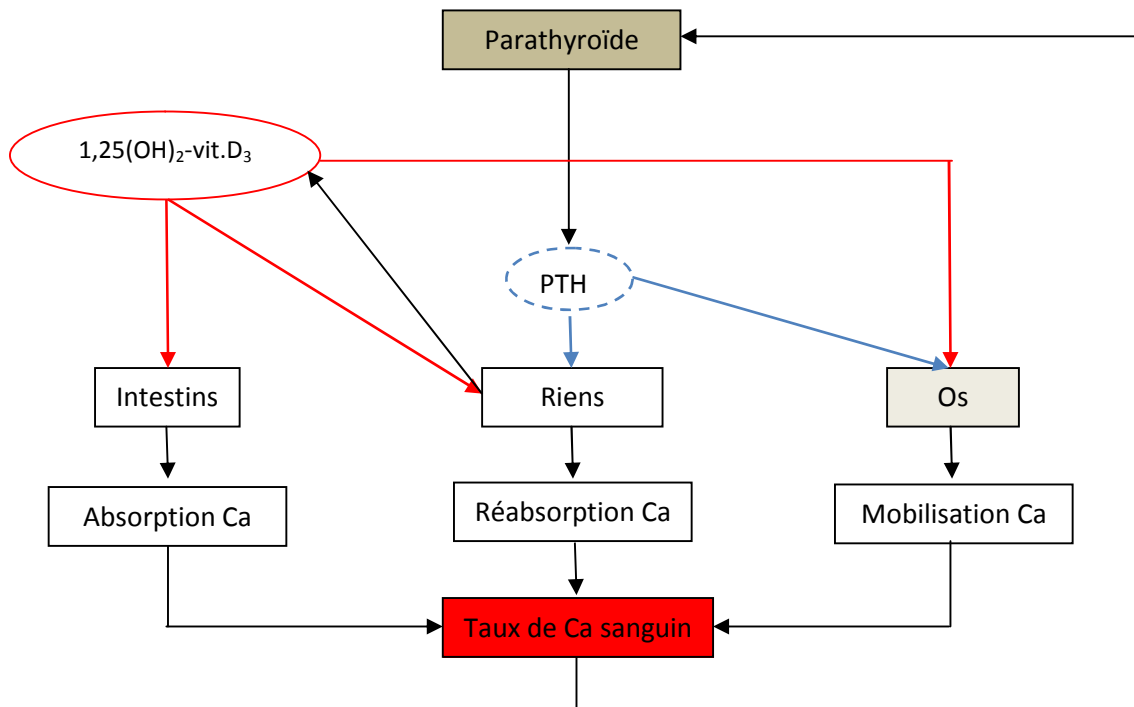 Parathyroïde
1,25(OH)₂-vit.D₃
PTH
Intestins
Riens
Os
Absorption Ca
Réabsorption Ca
Mobilisation Ca
Taux de Ca sanguin